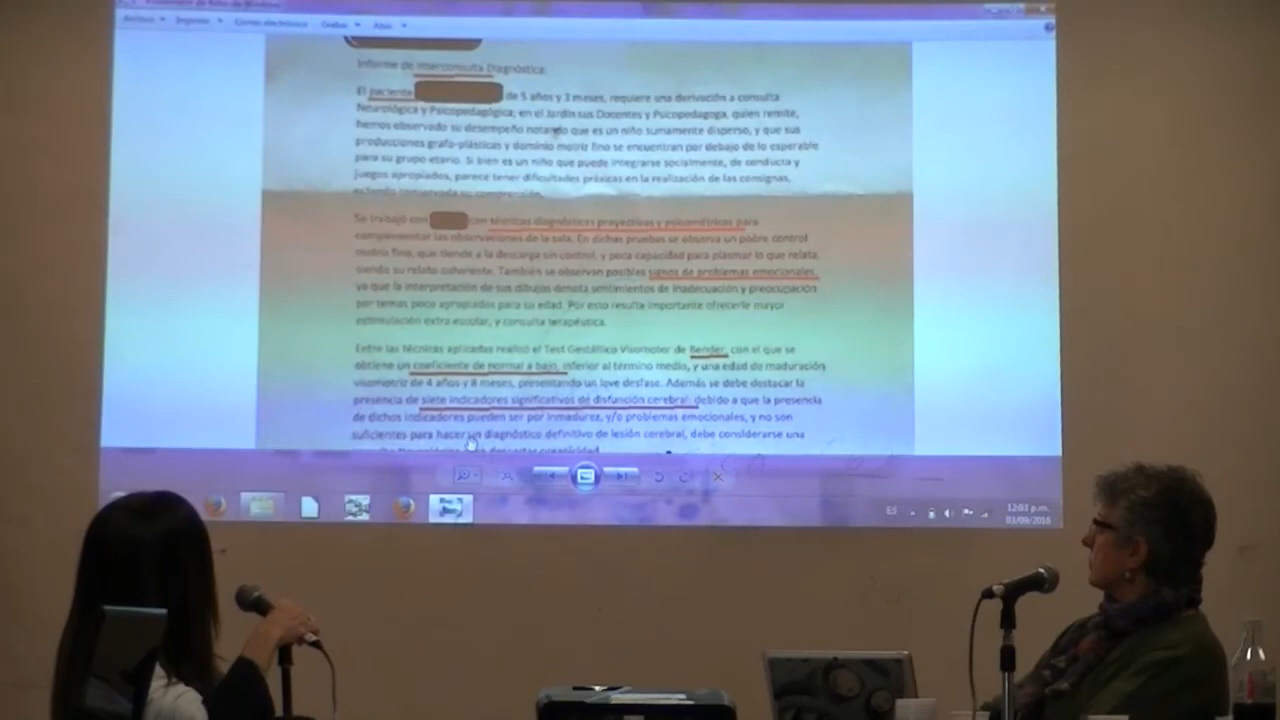 Informe de Interconsulta Diagnóstica:
El paciente de 5 años y 3 meses, requiere una derivación a consulta
Neurológica y Psicopedagógica; en el Jardín sus Docentes y Psicopedagoga, quien remite,
hemos observado su desempeño notando que es un niño sumamente disperso, y que sus
producciones grafo-plásticas y dominio motriz fino se encuentran por debajo de lo esperable
para su grupo etario. Si bien es un niño que puede integrarse socialmente, de conducta y
juegos apropiados, parece tener dificultades práxicas en la realización de las consignas,
estando conservada su comprensión.
Se trabajó con con técnicas diagnósticas proyectivas y psicométricas para
complementar las observaciones de la sala. En dichas pruebas se observa un pobre control
motriz fino, que tiende a la descarga sin control, y poca capacidad para plasmar lo que relata,
siendo su relato coherente. También se observan posibles signos de problemas emocionales,
ya que la interpretación de sus dibujos denota sentimientos de inadecuación y preocupación
por temas poco apropiados para su edad. Por esto resulta importante ofrecerle mayor
estimulación extra escolar, y consulta terapéutica.
Entre las técnicas aplicadas realizó el Test Gestáltico Visomotor de Bender, con el que se
obtiene un coeficiente de normal a bajo, inferior al término medio, y una edad de maduración
visomotriz de 4 años y 8 meses, presentando un leve desfase. Además se debe destacar la
presencia de siete indicadores significativos de disfunción cerebral; debido a que la presencia
de dichos indicadores pueden ser por inmadurez, y/o problemas emocionales, y no son
suficientes para hacer un diagnóstico definitivo de lesión cerebral, debe considerarse una
ES
12:03 p.m.
03/09/2016